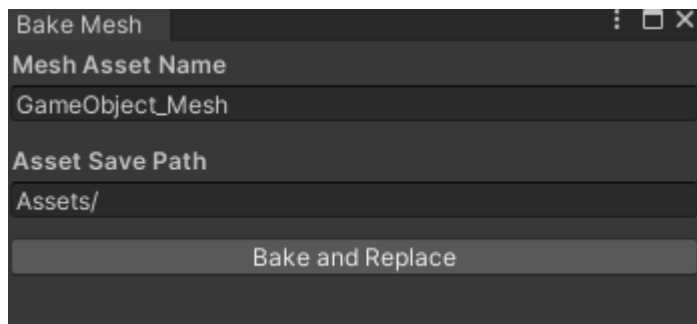 Bake Mesh
Mesh Asset Name
GameObject_Mesh
Asset Save Path
Assets/
Bake and Replace